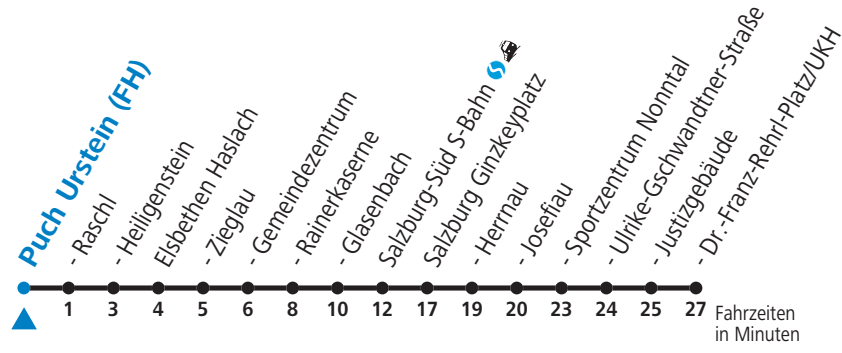 Puch Urstein (FH)
- Raschl
- Heiligenstein
Elsbethen Haslach
- Zieglau
- Gemeindezentrum
- Rainerkaserne
- Glasenbach
Salzburg-Süd S-Bahn
Salzburg Ginzkeyplatz
- Herrnau
- Josefiau
- Sportzentrum Nonntal
- Ulrike-Gschwandtner-Straße
- Justizgebäude
- Dr.-Franz-Rehrl-Platz/UKH
1 3 4 5 6 8 10 12 17 19 20 23 24 25 27 Fahrzeiten
in Minuten